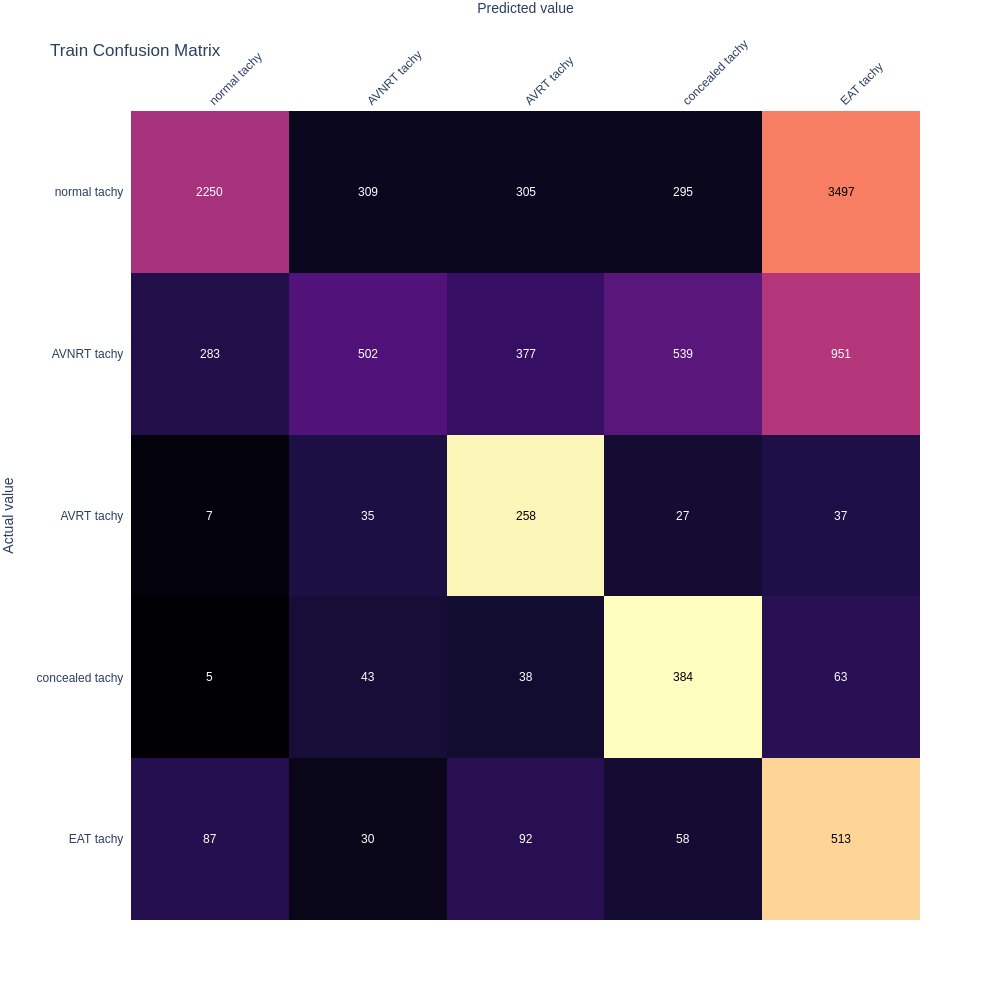 Predicted value
Train Confusion Matrix
normal tachy
AVNRT tachy
AVRT tachy
concealed tachy
EAT tachy
normal tachy 2250 309 305 295 3497
AVNRT tachy 283 502 377 539 951
Actual value
AVRT tachy 7 35 258 27 37
concealed tachy 5 43 38 384 63
EAT tachy 87 30 92 58 513